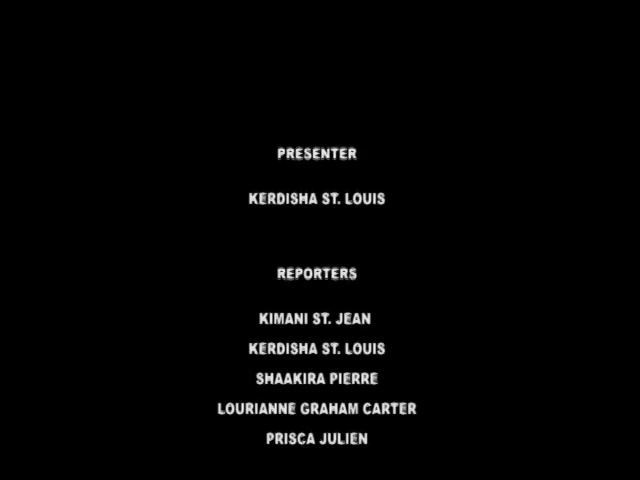 PRESENTER
KERDISHA ST. LOUIS
REPORTERS
KIMANI ST. JEAN
KERDISHA ST. LOUIS
SHAAKIRA PIERRE
LOURIANNE GRAHAM CARTER
PRISCA JULIEN